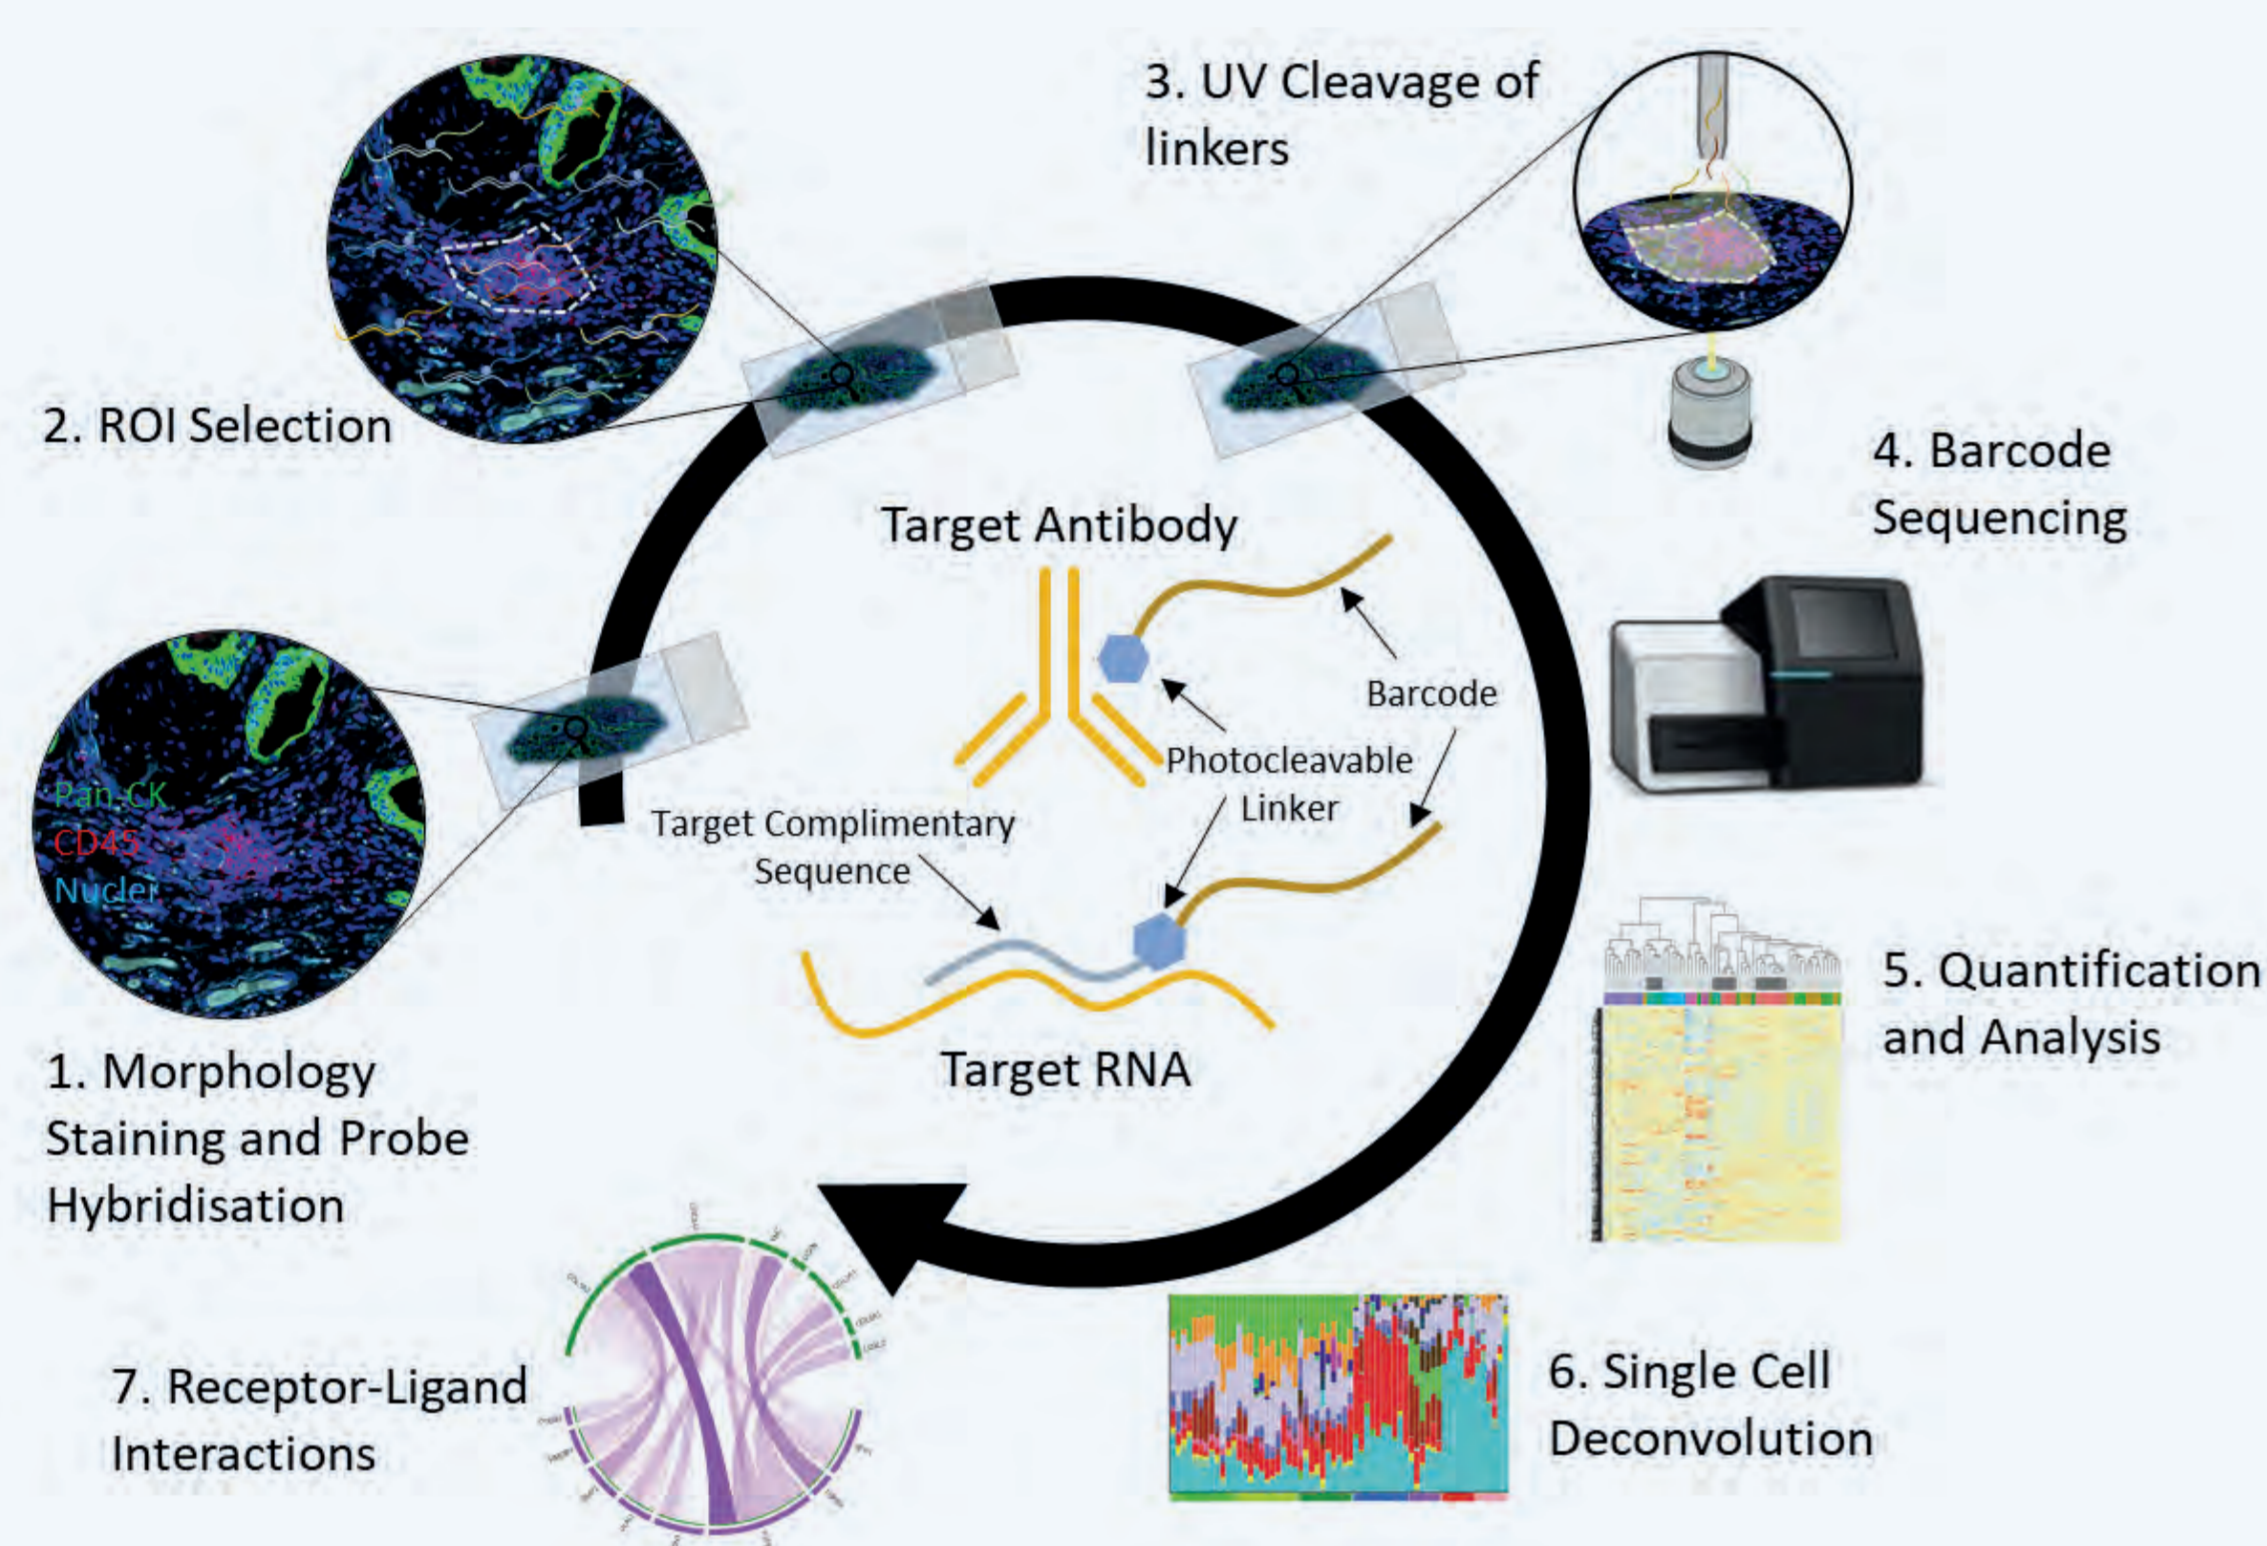 3. UV Cleavage of
linkers
2. ROI Selection
4. Barcode
Sequencing
Target Antibody
Barcode
Photocleavable
Linker
Target Complimentary
Sequence
Target RNA
Pan-CK
CD45
Nuclei
1. Morphology
Staining and Probe
Hybridisation
5. Quantification
and Analysis
6. Single Cell
Deconvolution
7. Receptor-Ligand
Interactions